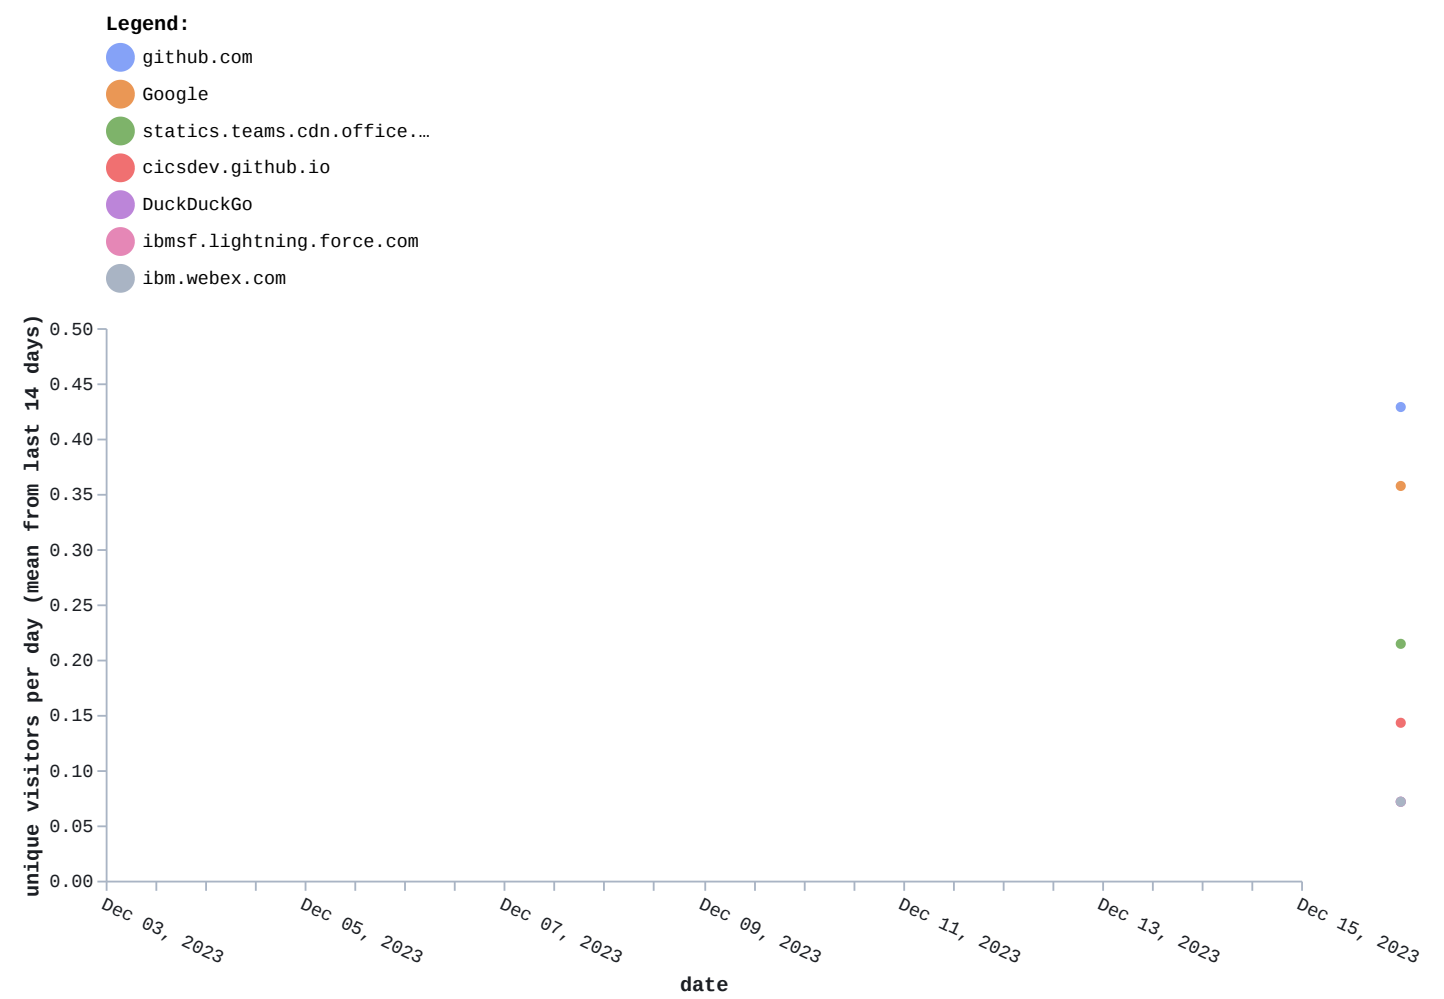 Legend:
github.com
Google
statics.teams.cdn.office.…
cicsdev.github.io
DuckDuckGo
ibmsf.lightning.force.com
ibm.webex.com
unique visitors per day (mean from last 14 days)
0.50
0.45
0.40
0.35
0.30
0.25
0.20
0.15
0.10
0.05
0.00
Dec 03, 2023
Dec 05, 2023
Dec 07, 2023
Dec 09, 2023
Dec 11, 2023
Dec 13, 2023
Dec 15, 2023
date